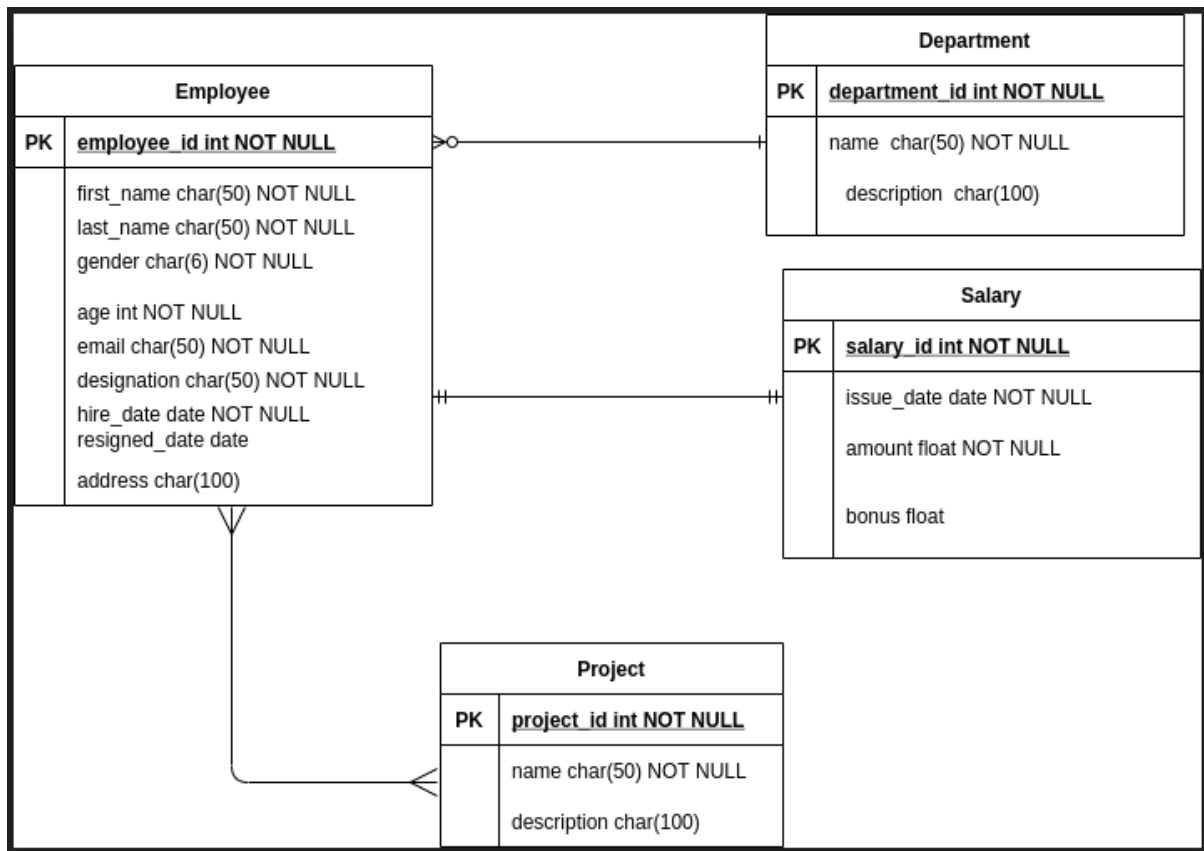 Employee
PK employee_id int NOT NULL
first_name char(50) NOT NULL
last_name char(50) NOT NULL
gender char(6) NOT NULL
age int NOT NULL
email char(50) NOT NULL
designation char(50) NOT NULL
hire_date date NOT NULL
resigned_date date
address char(100)
Department
PK department_id int NOT NULL
name char(50) NOT NULL
description char(100)
Salary
PK salary_id int NOT NULL
issue_date date NOT NULL
amount float NOT NULL
bonus float
Project
PK project_id int NOT NULL
name char(50) NOT NULL
description char(100)